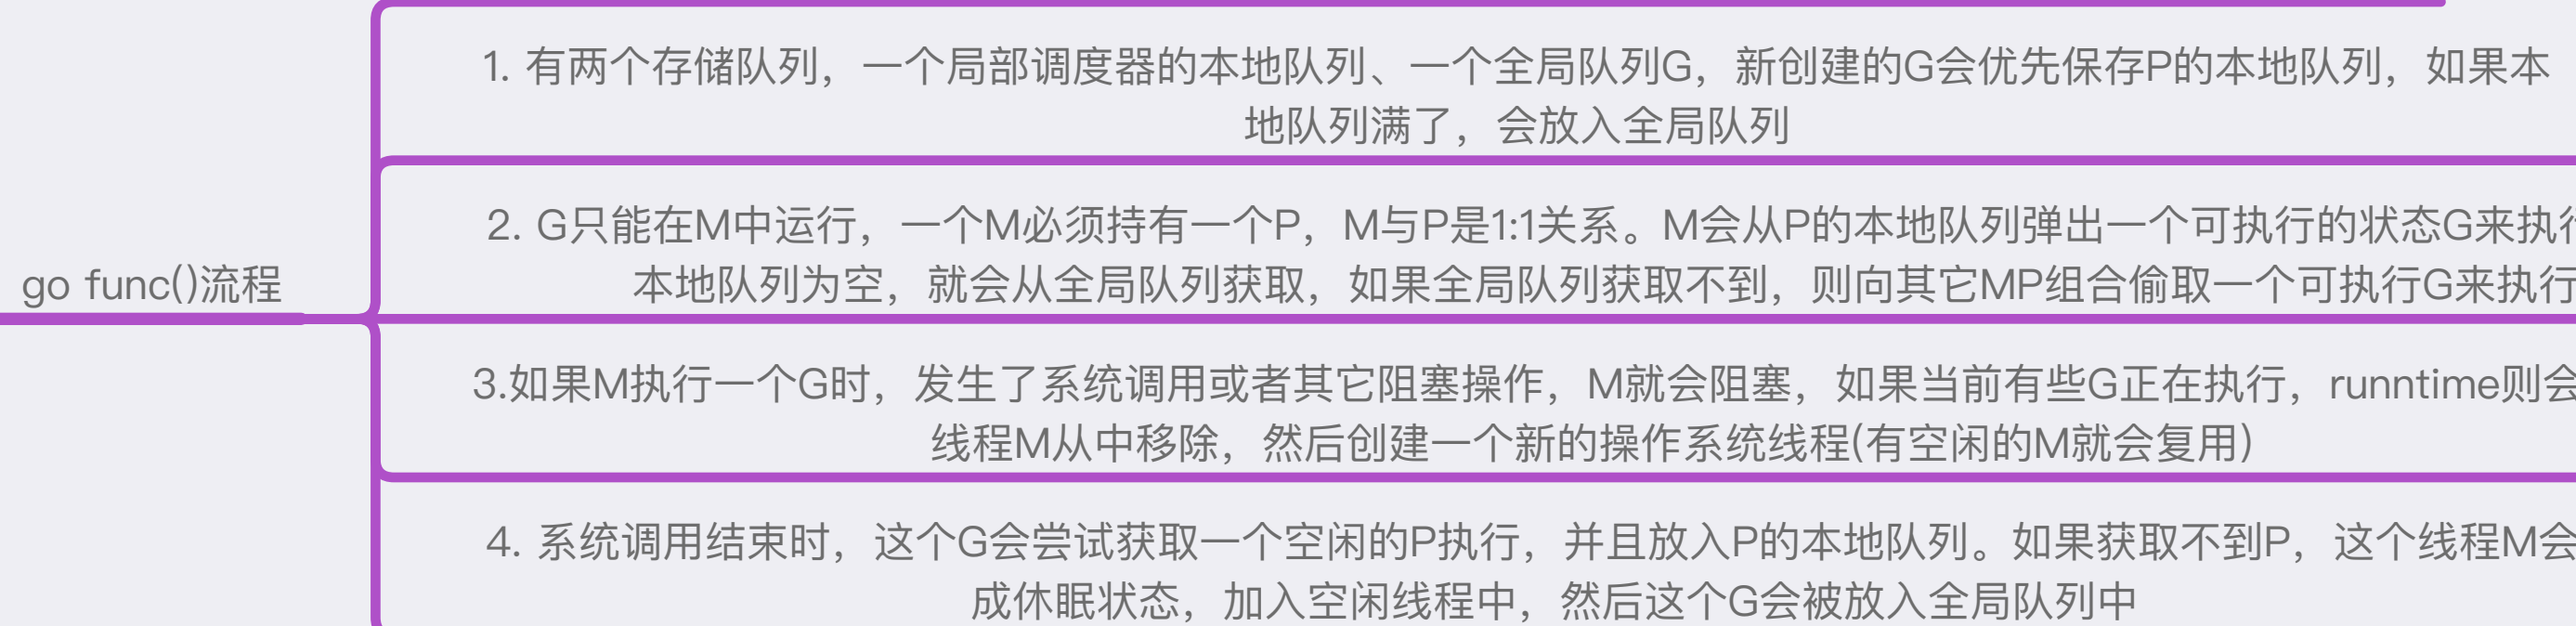 1. 有两个存储队列，一个局部调度器的本地队列、一个全局队列G，新创建的G会优先保存P的本地队列，如果本
地队列满了，会放入全局队列
2. G只能在M中运行，一个M必须持有一个P，M与P是1:1关系。M会从P的本地队列弹出一个可执行的状态G来执行
本地队列为空，就会从全局队列获取，如果全局队列获取不到，则向其它MP组合偷取一个可执行G来执行
go func()流程
3.如果M执行一个G时，发生了系统调用或者其它阻塞操作，M就会阻塞，如果当前有些G正在执行，runntime则会
线程M从中移除，然后创建一个新的操作系统线程(有空闲的M就会复用)
4. 系统调用结束时，这个G会尝试获取一个空闲的P执行，并且放入P的本地队列。如果获取不到P，这个线程M会
成休眠状态，加入空闲线程中，然后这个G会被放入全局队列中